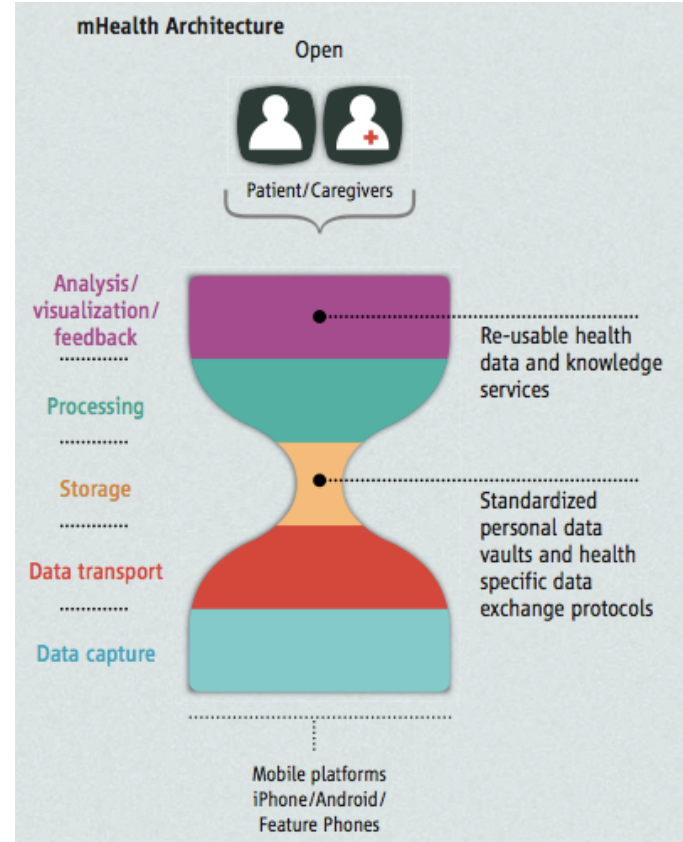 mHealth Architecture
Open
Patient/Caregivers
Analysis/
visualization/
feedback
Re-usable health
data and knowledge
services
Processing
Storage
Standardized
personal data
vaults and health
specific data
exchange protocols
Data transport
Data capture
Mobile platforms
iPhone/Android/
Feature Phones